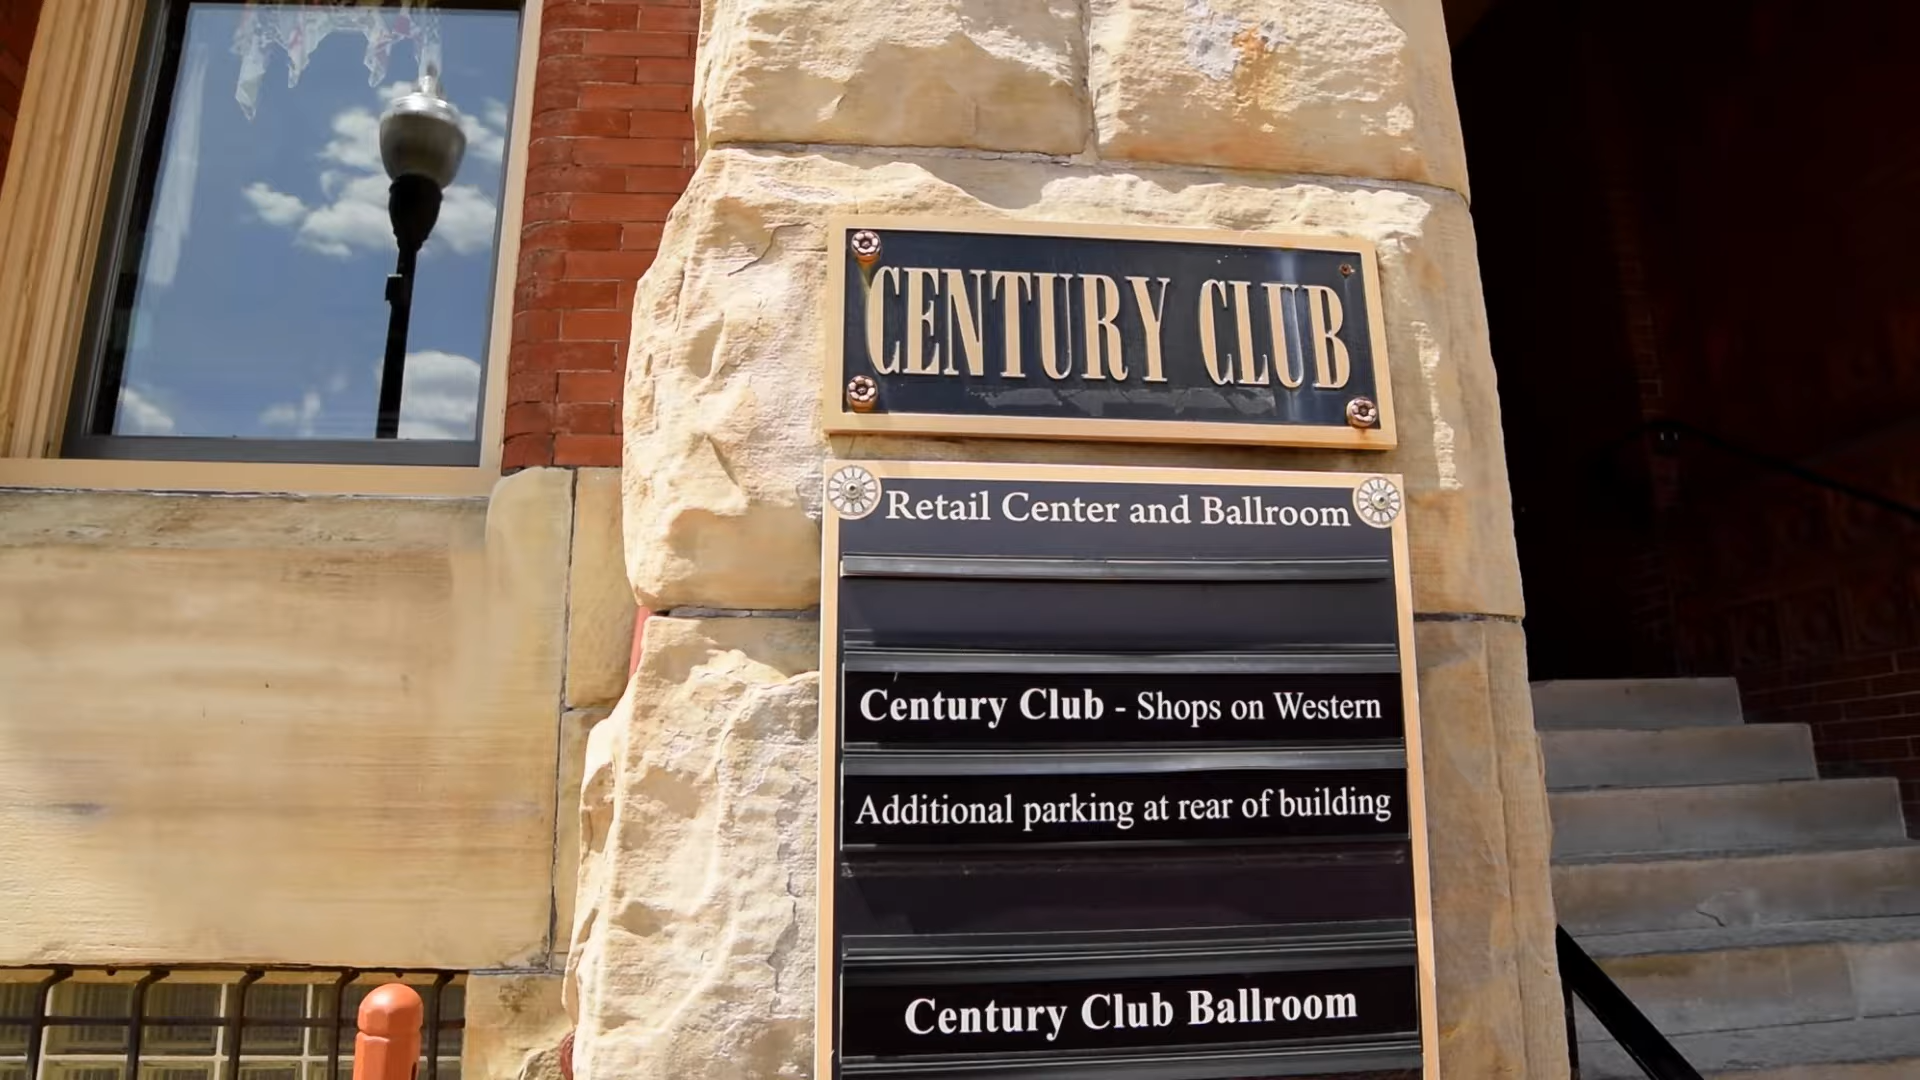 CENTURY CLUB
Retail Center and Ballroom
Century Club - Shops on Western
Additional parking at rear of building
Century Club Ballroom